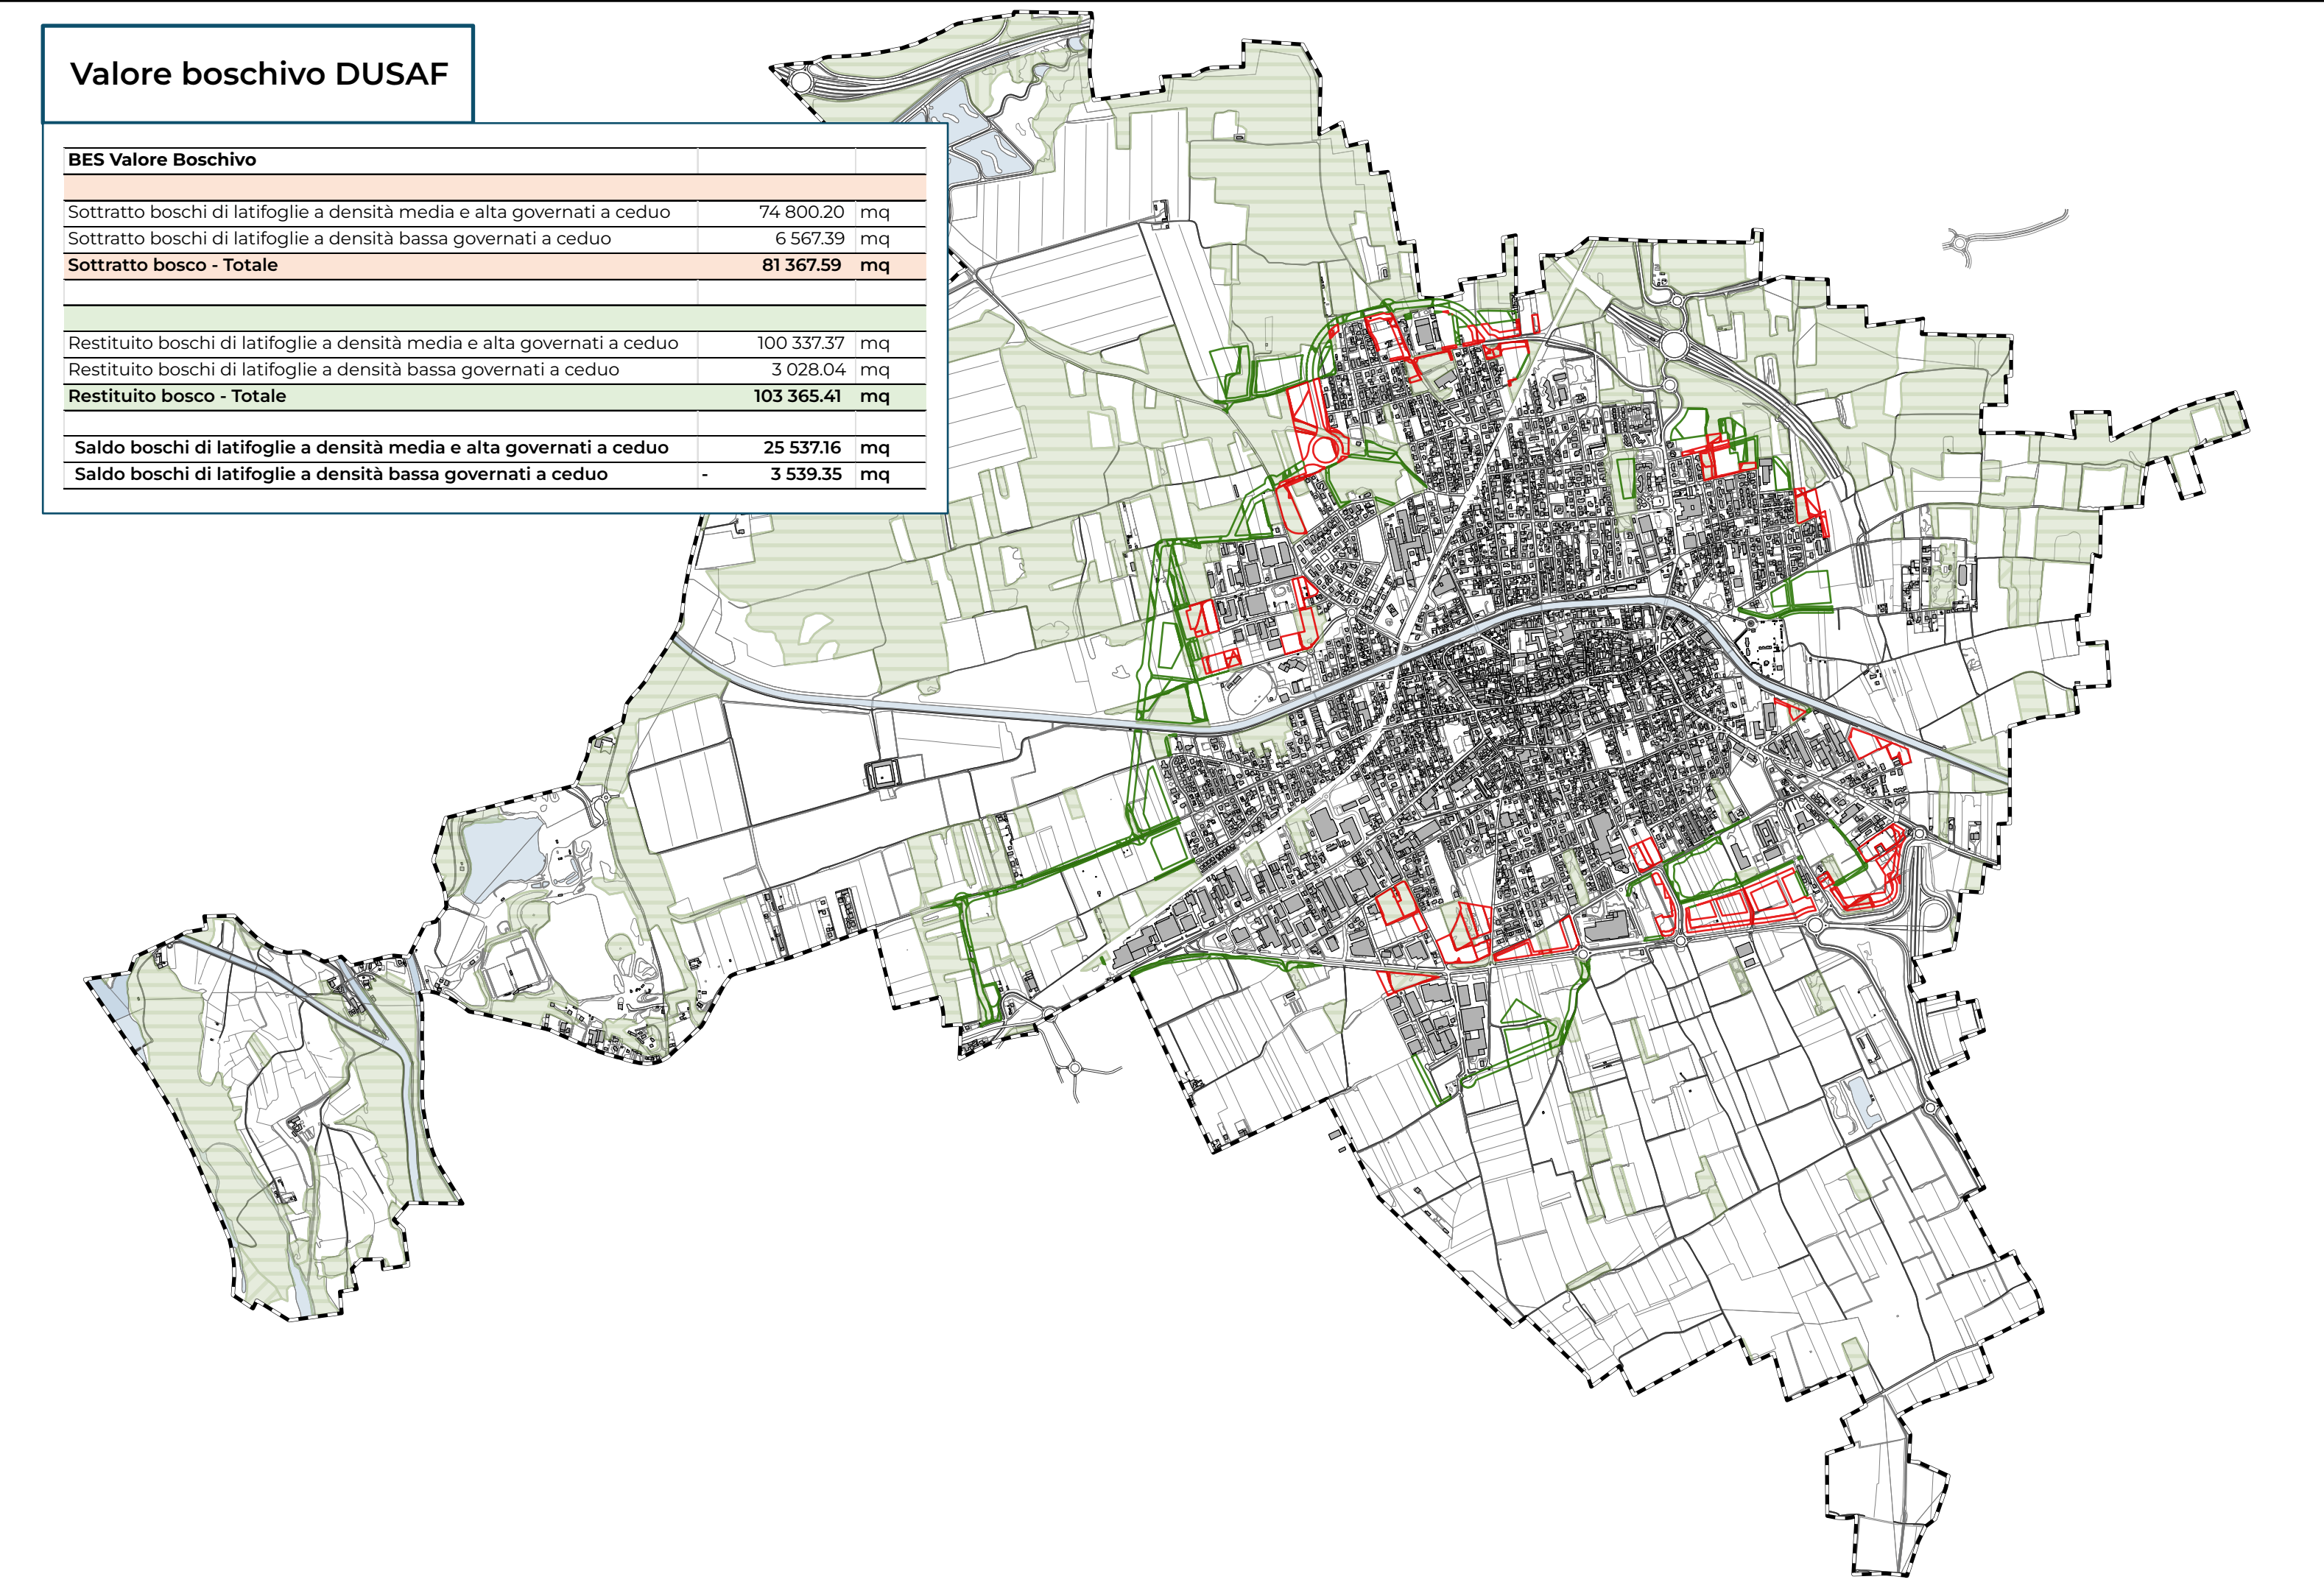 Valore boschivo DUSAF
BES Valore Boschivo
Sottratto boschi di latifoglie a densità media e alta governati a ceduo 74 800.20 mq
Sottratto boschi di latifoglie a densità bassa governati a ceduo 6 567.39 mq
Sottratto bosco - Totale 81 367.59 mq
Restituito boschi di latifoglie a densità media e alta governati a ceduo 100 337.37 mq
Restituito boschi di latifoglie a densità bassa governati a ceduo 3 028.04 mq
Restituito bosco - Totale 103 365.41 mq
Saldo boschi di latifoglie a densità media e alta governati a ceduo 25 537.16 mq
Saldo boschi di latifoglie a densità bassa governati a ceduo - 3 539.35 mq